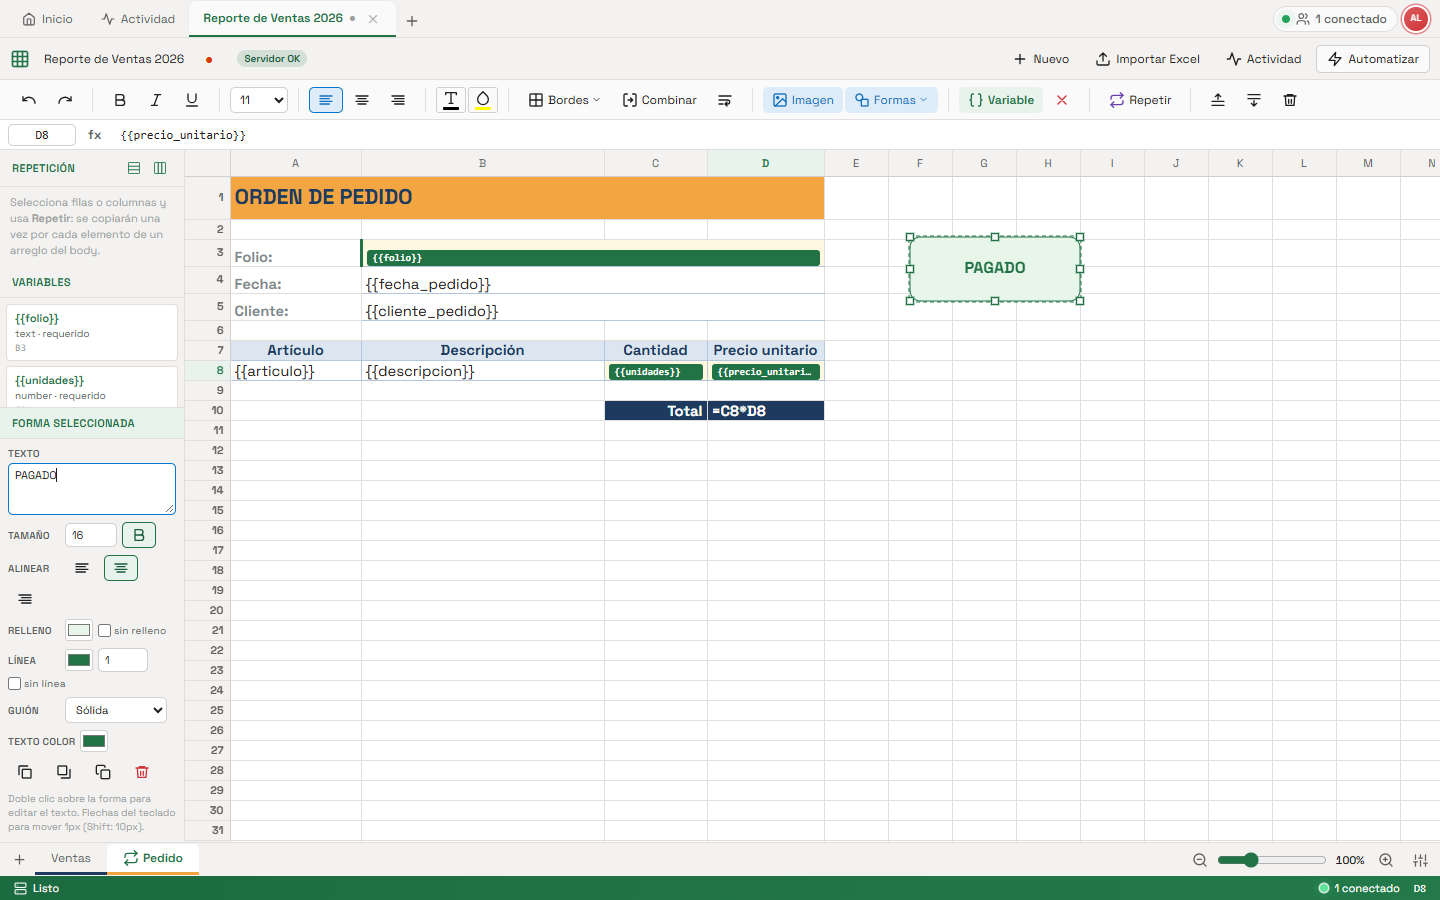 Inicio
Actividad
Reporte de Ventas 2026
1 conectado
AL
Reporte de Ventas 2026
Servidor OK
Nuevo
Importar Excel
Actividad
Automatizar
B I U
11
T
Bordes
Combinar
Imagen
Formas
Variable
Repetir
D8
fx
{{precio_unitario}}
REPETICIÓN
Selecciona filas o columnas y
usa Repetir: se copiarán una
vez por cada elemento de un
arreglo del body.
VARIABLES
{{folio}}
text · requerido
B3
{{unidades}}
number · requerido
FORMA SELECCIONADA
TEXTO
PAGADO
TAMAÑO
16
B
ALINEAR
RELLENO
sin relleno
LÍNEA
1
sin línea
GUIÓN
Sólida
TEXTO COLOR
Doble clic sobre la forma para
editar el texto. Flechas del teclado
para mover 1px (Shift: 10px).
A B C D E F G H I J K L M N
1 ORDEN DE PEDIDO
2
3 Folio: {{folio}}
4 Fecha: {{fecha_pedido}}
5 Cliente: {{cliente_pedido}}
6
7 Artículo Descripción Cantidad Precio unitario
8 {{articulo}} {{descripcion}} {{unidades}} {{precio_unitari…
9
10 Total =C8*D8
11
12
13
14
15
16
17
18
19
20
21
22
23
24
25
26
27
28
29
30
31
PAGADO
Ventas
Pedido
100%
Listo
1 conectado
D8